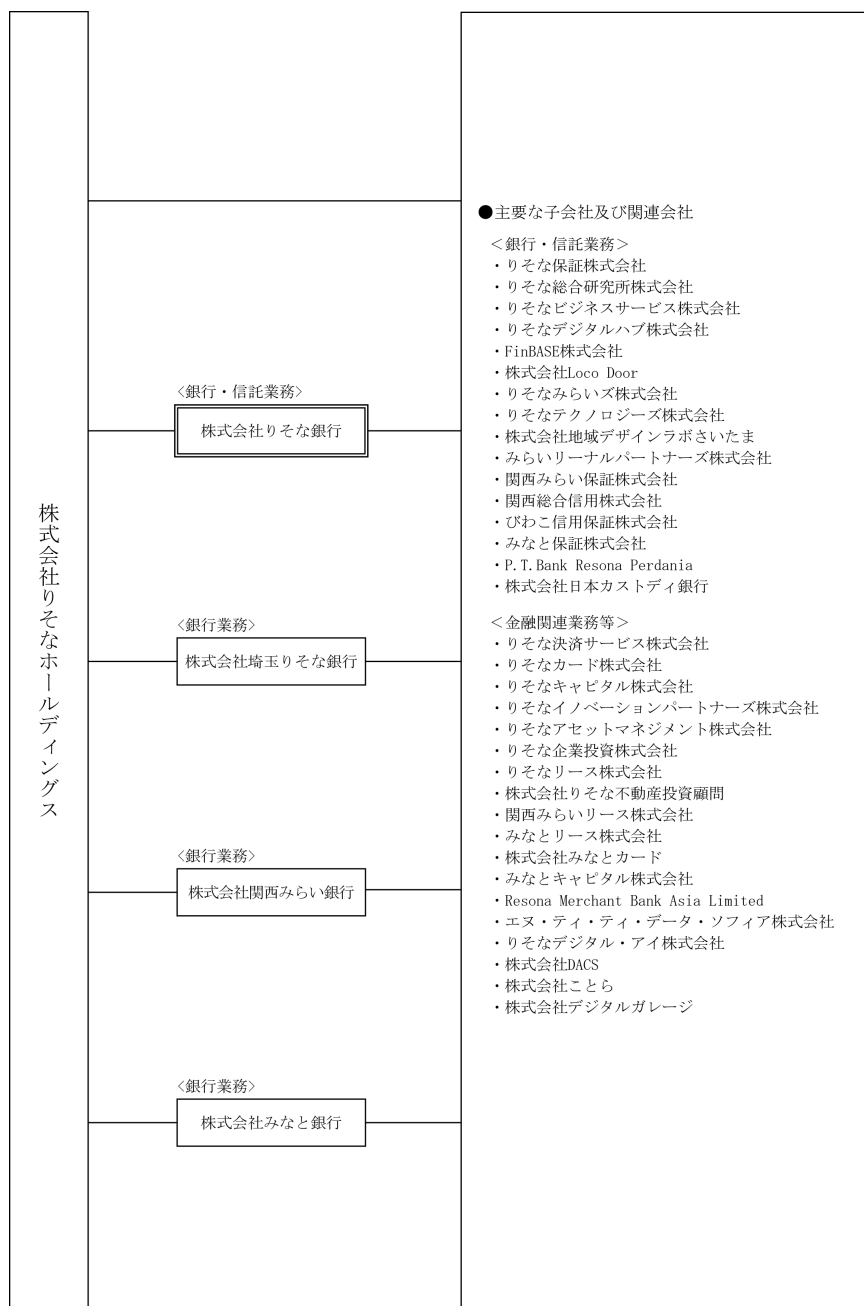 株式会社りそなホールディングス
<銀行・信託業務>
株式会社りそな銀行
<銀行業務>
株式会社埼玉りそな銀行
<銀行業務>
株式会社関西みらい銀行
<銀行業務>
株式会社みなと銀行
●主要な子会社及び関連会社
＜銀行・信託業務＞
・りそな保証株式会社
・りそな総合研究所株式会社
・りそなビジネスサービス株式会社
・りそなデジタルハブ株式会社
・FinBASE株式会社
・株式会社Loco Door
・りそなみらいズ株式会社
・りそなテクノロジーズ株式会社
・株式会社地域デザインラボさいたま
・みらいリーナルパートナーズ株式会社
・関西みらい保証株式会社
・関西総合信用株式会社
・びわこ信用保証株式会社
・みなと保証株式会社
・P.T.Bank Resona Perdania
・株式会社日本カストディ銀行
＜金融関連業務等＞
・りそな決済サービス株式会社
・りそなカード株式会社
・りそなキャピタル株式会社
・りそなイノベーションパートナーズ株式会社
・りそなアセットマネジメント株式会社
・りそな企業投資株式会社
・りそなリース株式会社
・株式会社りそな不動産投資顧問
・関西みらいリース株式会社
・みなとリース株式会社
・株式会社みなとカード
・みなとキャピタル株式会社
・Resona Merchant Bank Asia Limited
・エヌ・ティ・ティ・データ・ソフィア株式会社
・りそなデジタル・アイ株式会社
・株式会社DACS
・株式会社ことら
・株式会社デジタルガレージ